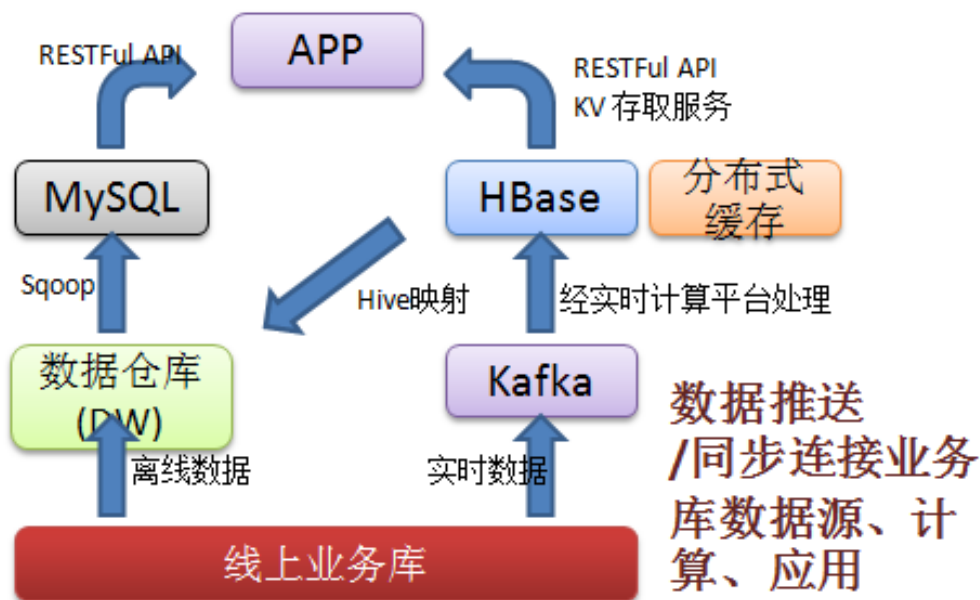 APP
RESTFul API
RESTFul API
KV 存取服务
MySQL
HBase
分布式
缓存
Sqoop
Hive映射
经实时计算平台处理
数据仓库
(DW)
Kafka
数据推送
/同步连接业务
库数据源、计
算、应用
离线数据
实时数据
线上业务库